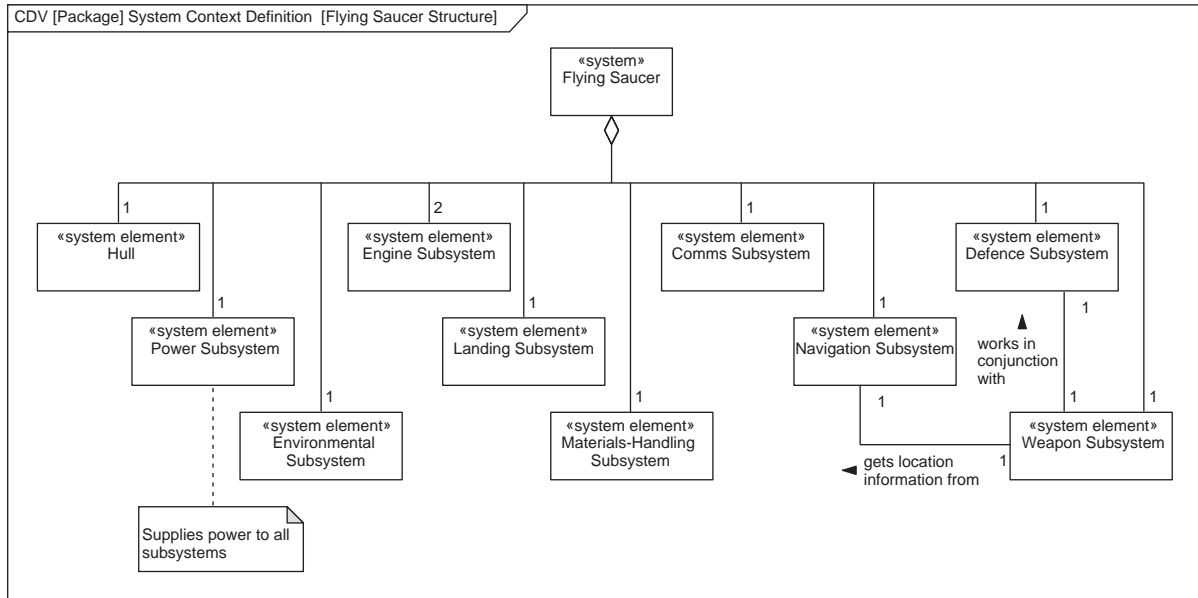 CDV [Package] System Context Definition [Flying Saucer Structure]
«system»
Flying Saucer
1
«system element»
Hull
2
«system element»
Engine Subsystem
1
«system element»
Comms Subsystem
1
«system element»
Defence Subsystem
1
1
«system element»
Power Subsystem
1
«system element»
Landing Subsystem
1
«system element»
Navigation Subsystem
1
works in
conjunction
with
1
«system element»
Environmental
Subsystem
1
«system element»
Materials-Handling
Subsystem
1
1
«system element»
Weapon Subsystem
1
gets location
information from
Supplies power to all
subsystems